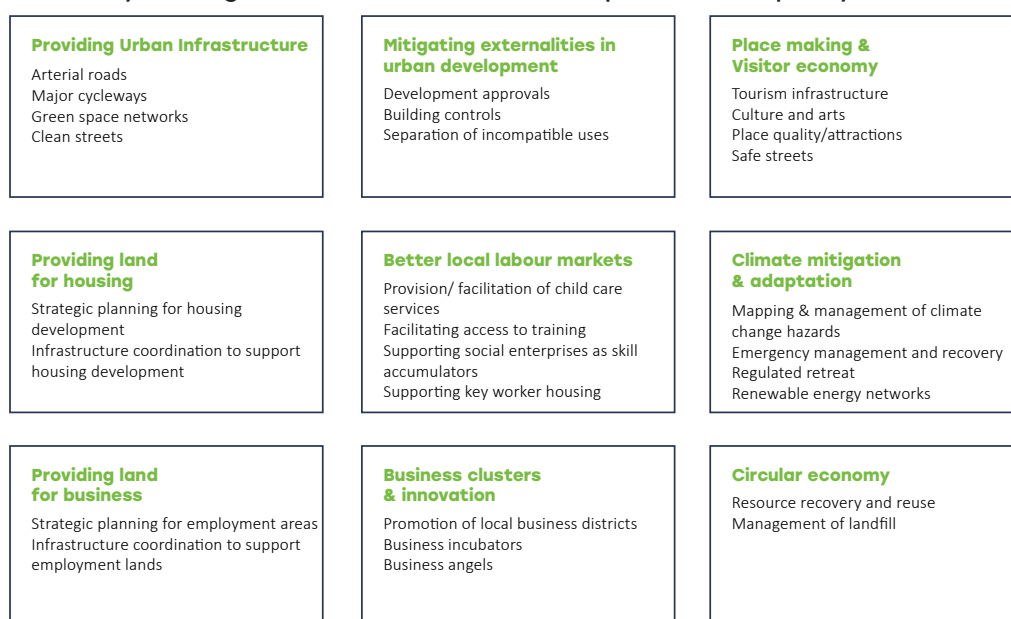 Providing Urban Infrastructure
Arterial roads
Major cycleways
Green space networks
Clean streets
Mitigating externalities in
urban development
Development approvals
Building controls
Separation of incompatible uses
Place making &
Visitor economy
Tourism infrastructure
Culture and arts
Place quality/attractions
Safe streets
Providing land
for housing
Strategic planning for housing
development
Infrastructure coordination to support
housing development
Better local labour markets
Provision/ facilitation of child care
services
Facilitating access to training
Supporting social enterprises as skill
accumulators
Supporting key worker housing
Climate mitigation
& adaptation
Mapping & management of climate
change hazards
Emergency management and recovery
Regulated retreat
Renewable energy networks
Providing land
for business
Strategic planning for employment areas
Infrastructure coordination to support
employment lands
Business clusters
& innovation
Promotion of local business districts
Business incubators
Business angels
Circular economy
Resource recovery and reuse
Management of landfill